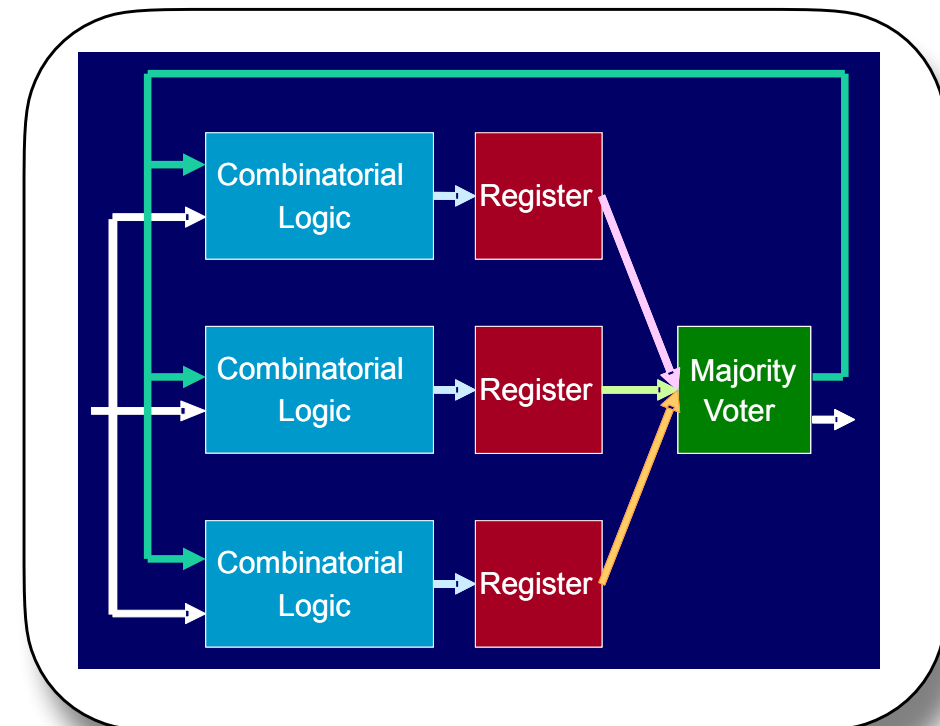 Combinatorial
Logic
Register
Combinatorial
Logic
Register
Majority
Voter
Combinatorial
Logic
Register